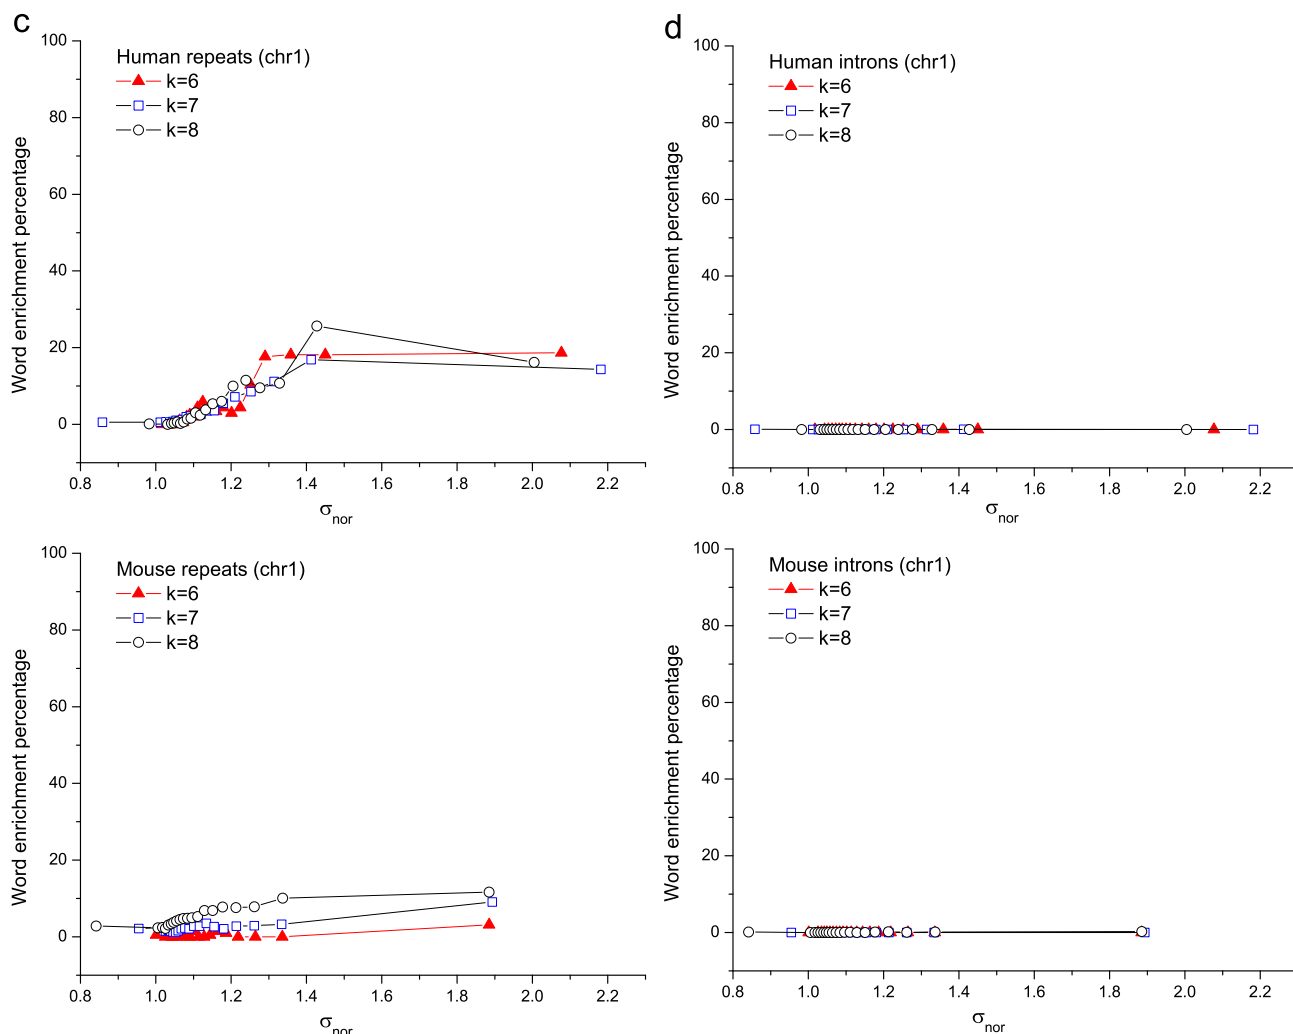 c
Human repeats (chr1)
k=6
k=7
k=8
Word enrichment percentage
100
80
60
40
20
0
0.8 1.0 1.2 1.4 1.6 1.8 2.0 2.2
σnor
d
Human introns (chr1)
k=6
k=7
k=8
Word enrichment percentage
100
80
60
40
20
0
0.8 1.0 1.2 1.4 1.6 1.8 2.0 2.2
σnor
Mouse repeats (chr1)
k=6
k=7
k=8
Word enrichment percentage
100
80
60
40
20
0
0.8 1.0 1.2 1.4 1.6 1.8 2.0 2.2
σnor
Mouse introns (chr1)
k=6
k=7
k=8
Word enrichment percentage
100
80
60
40
20
0
0.8 1.0 1.2 1.4 1.6 1.8 2.0 2.2
σnor